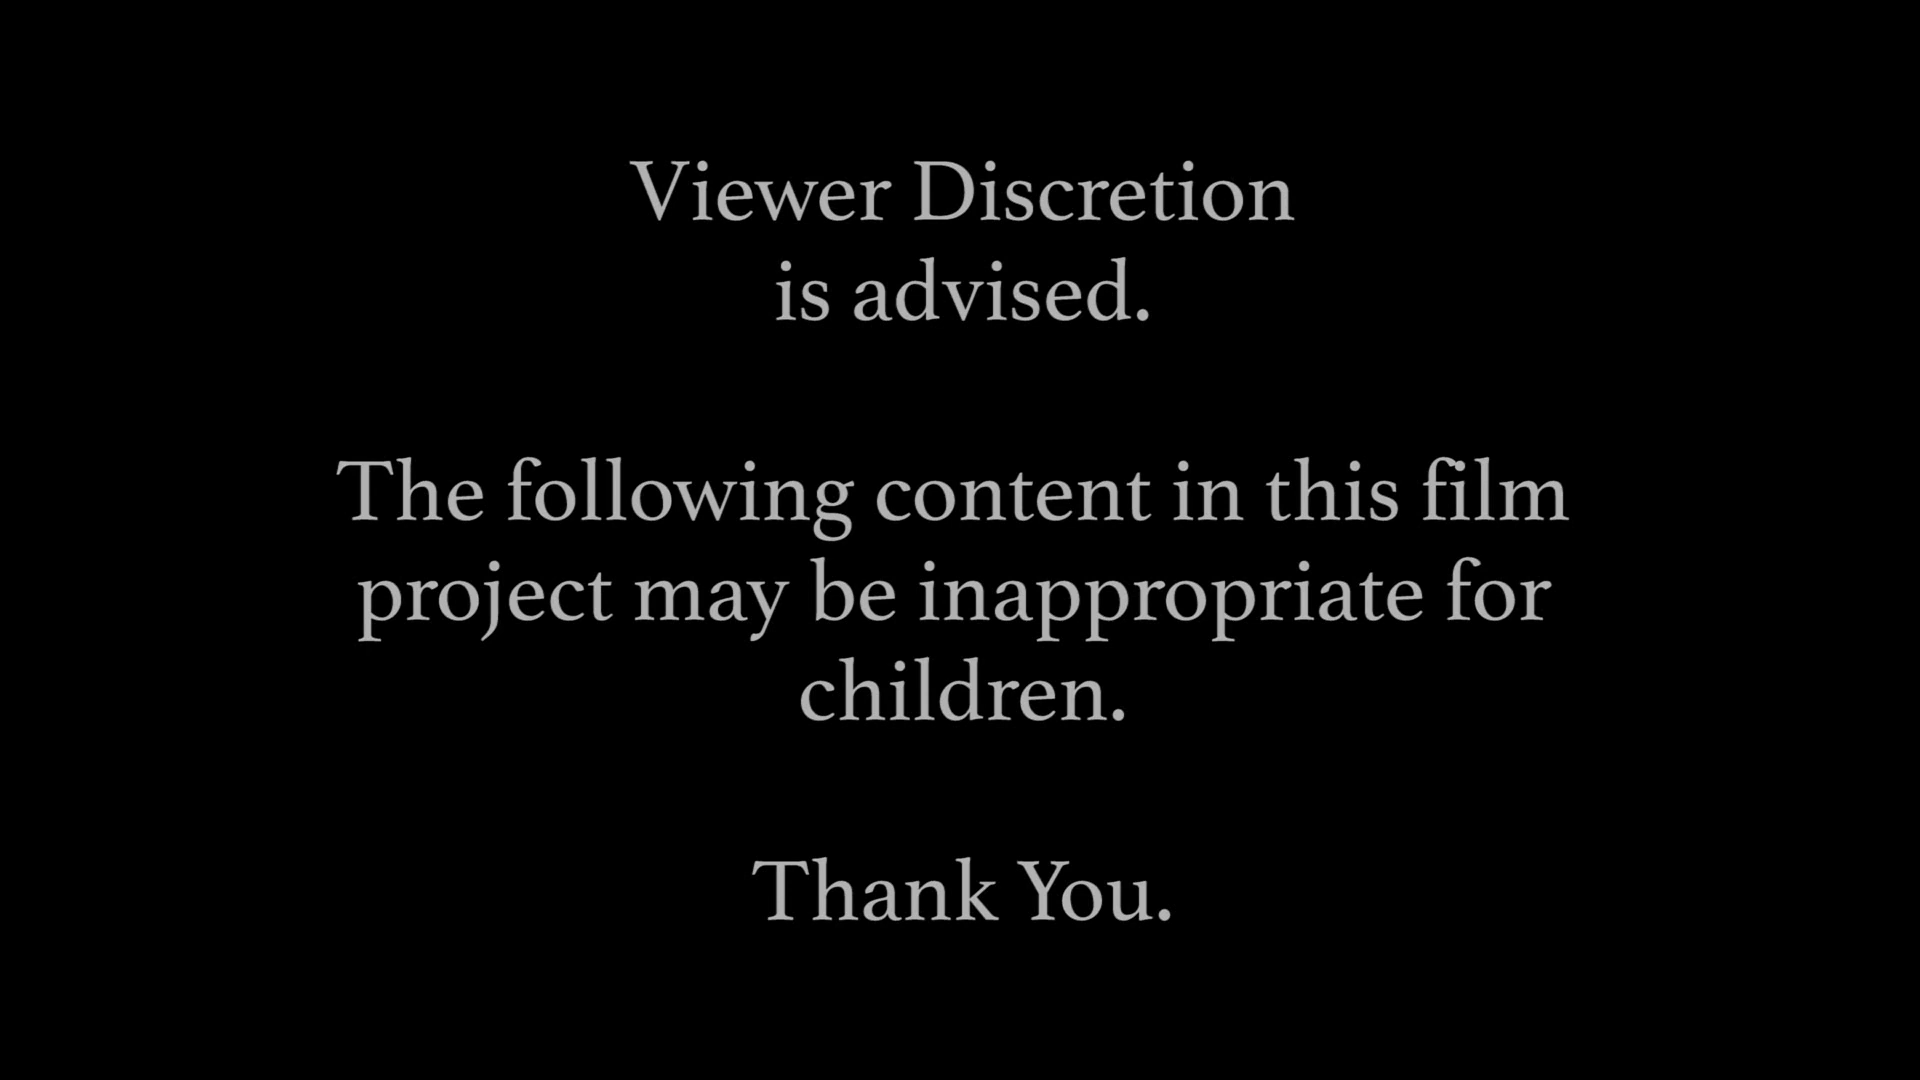 Viewer Discretion
is advised.
The following content in this film
project may be inappropriate for
children.
Thank You.